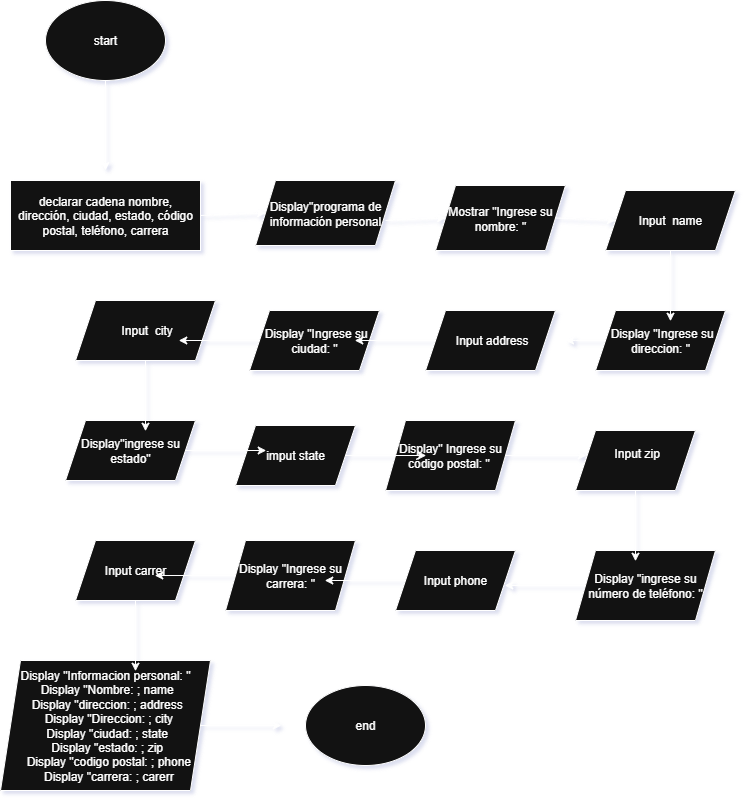 start
declarar cadena nombre,
dirección, ciudad, estado, código
postal, teléfono, carrera
Display"programa de
información personal
Mostrar "Ingrese su
nombre: "
Input name
Display "Ingrese su
direccion: "
Input address
Display "Ingrese su
ciudad: "
Input city
Display"ingrese su
estado"
imput state
Display" Ingrese su
código postal: "
Input zip
Display "ingrese su
número de teléfono: "
Input phone
Display "Ingrese su
carrera: "
Input carrer
Display "Informacion personal: "
Display "Nombre: ; name
Display "direccion: ; address
Display "Direccion: ; city
Display "ciudad: ; state
Display "estado: ; zip
Display "codigo postal: ; phone
Display "carrera: ; carerr
end